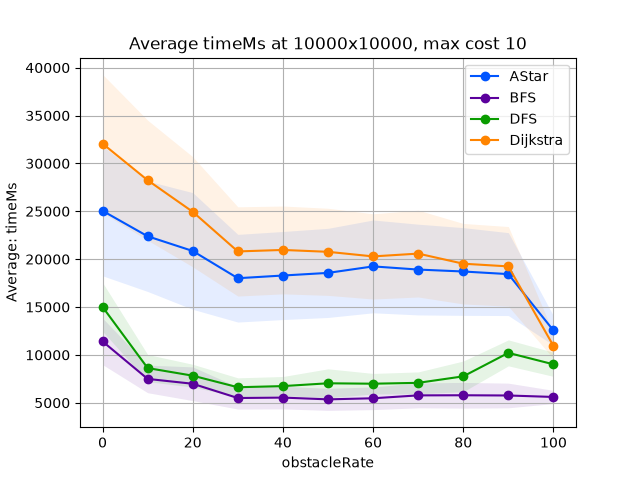 Average timeMs at 10000x10000, max cost 10
AStar
BFS
DFS
Dijkstra
Average: timeMs
40000
35000
30000
25000
20000
15000
10000
5000
0 20 40 60 80 100
obstacleRate